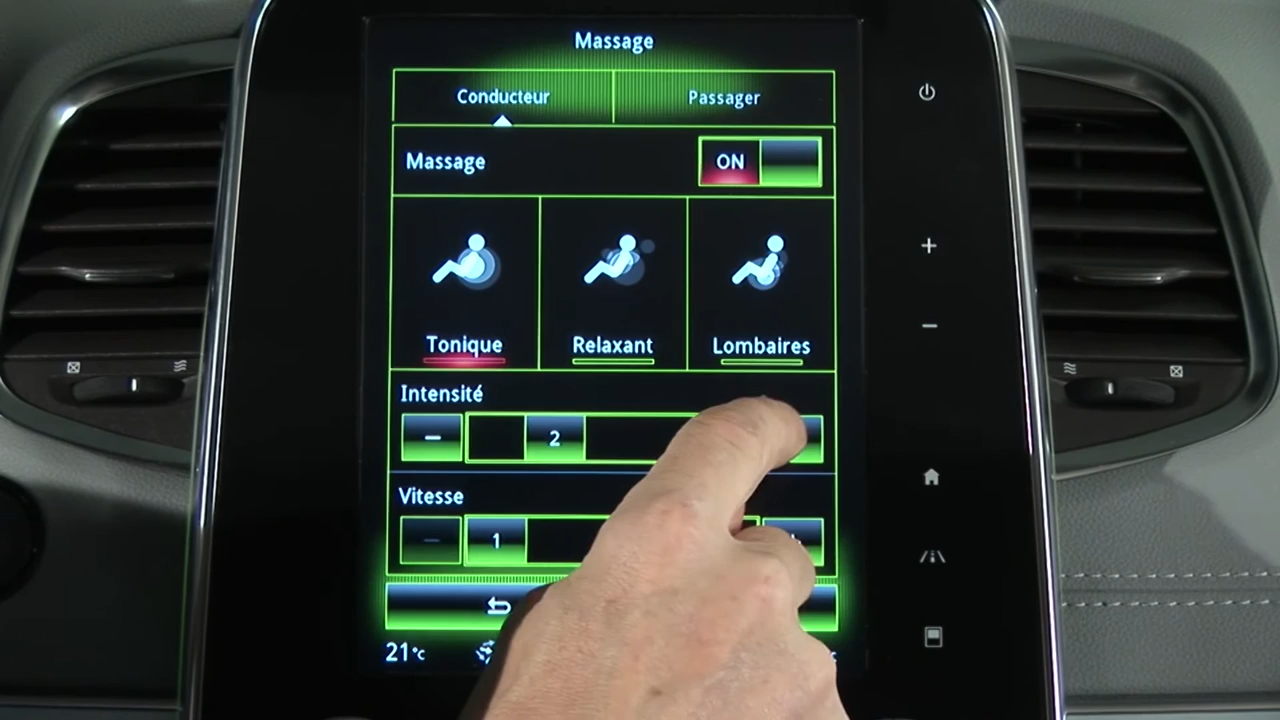 Massage
Conducteur Passager
Massage ON
Tonique Relaxant Lombaires
Intensité
− 2
Vitesse
− 1
21°c